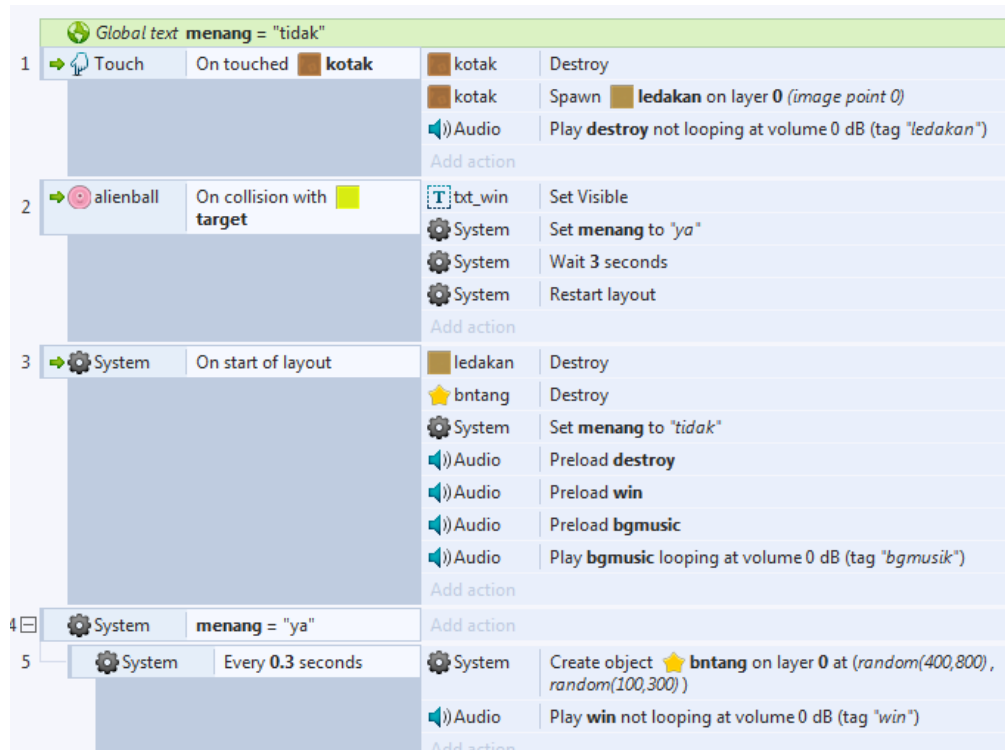 Global text menang = "tidak"
1 Touch On touched kotak kotak Destroy
kotak Spawn ledakan on layer 0 (image point 0)
Audio Play destroy not looping at volume 0 dB (tag "ledakan")
Add action
2 alienball On collision with target txt_win Set Visible
System Set menang to "ya"
System Wait 3 seconds
System Restart layout
Add action
3 System On start of layout ledakan Destroy
bntang Destroy
System Set menang to "tidak"
Audio Preload destroy
Audio Preload win
Audio Preload bgmusic
Audio Play bgmusic looping at volume 0 dB (tag "bgmusik")
Add action
4 System menang = "ya" Add action
5 System Every 0.3 seconds System Create object bntang on layer 0 at (random(400,800),
random(100,300))
Audio Play win not looping at volume 0 dB (tag "win")
Add action